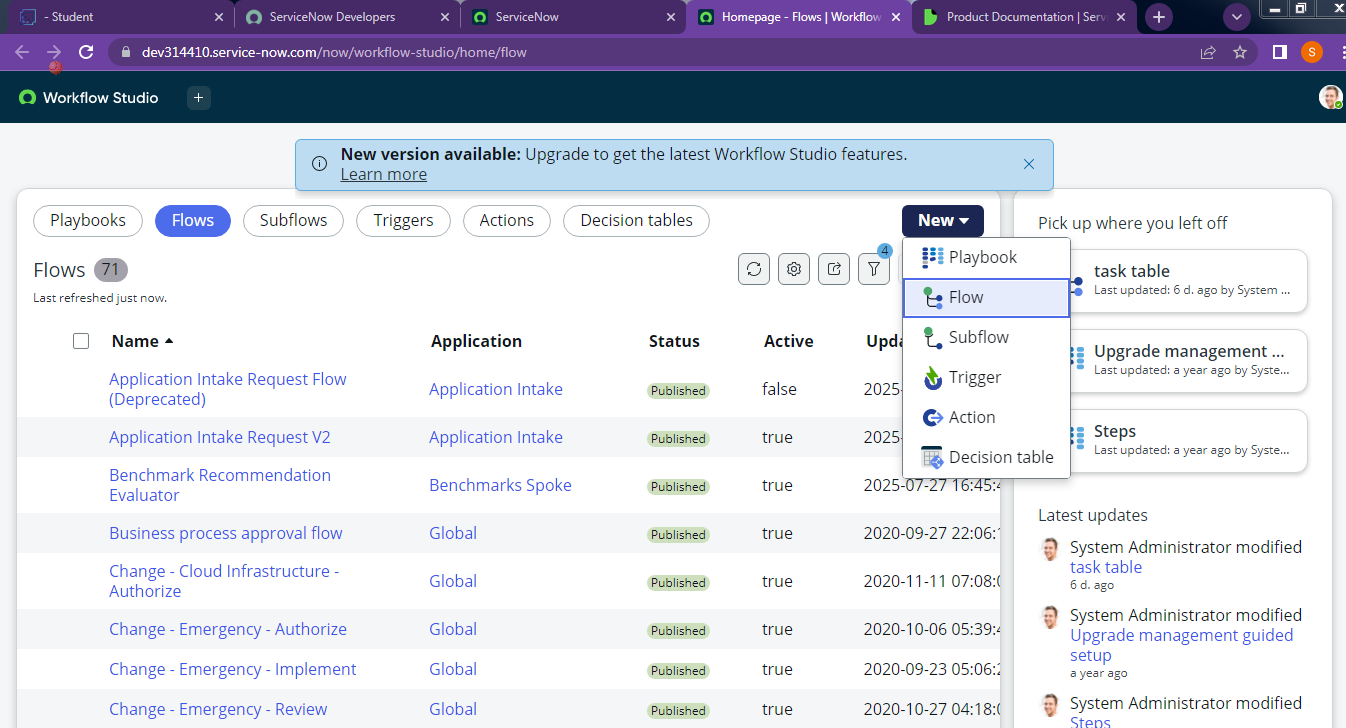 - Student
ServiceNow Developers
ServiceNow
Homepage - Flows | Workflow
Product Documentation | Serv
dev314410.service-now.com/now/workflow-studio/home/flow
S
Workflow Studio
New version available: Upgrade to get the latest Workflow Studio features.
Learn more
Playbooks
Flows
Subflows
Triggers
Actions
Decision tables
New
Flows 71
Last refreshed just now.
4
Playbook
Flow
Subflow
Trigger
Action
Decision table
Name
Application
Status
Active
Upda
Application Intake Request Flow
(Deprecated)
Application Intake
Published
false
2025-
Application Intake Request V2
Application Intake
Published
true
2025-
Benchmark Recommendation
Evaluator
Benchmarks Spoke
Published
true
2025-07-27 16:45:4
Business process approval flow
Global
Published
true
2020-09-27 22:06:1
Change - Cloud Infrastructure -
Authorize
Global
Published
true
2020-11-11 07:08:0
Change - Emergency - Authorize
Global
Published
true
2020-10-06 05:39:4
Change - Emergency - Implement
Global
Published
true
2020-09-23 05:06:2
Change - Emergency - Review
Global
Published
true
2020-10-27 04:18:0
Pick up where you left off
task table
Last updated: 6 d. ago by System ...
Upgrade management ...
Last updated: a year ago by Syste...
Steps
Last updated: a year ago by Syste...
Latest updates
System Administrator modified
task table
6 d. ago
System Administrator modified
Upgrade management guided
setup
a year ago
System Administrator modified
Steps